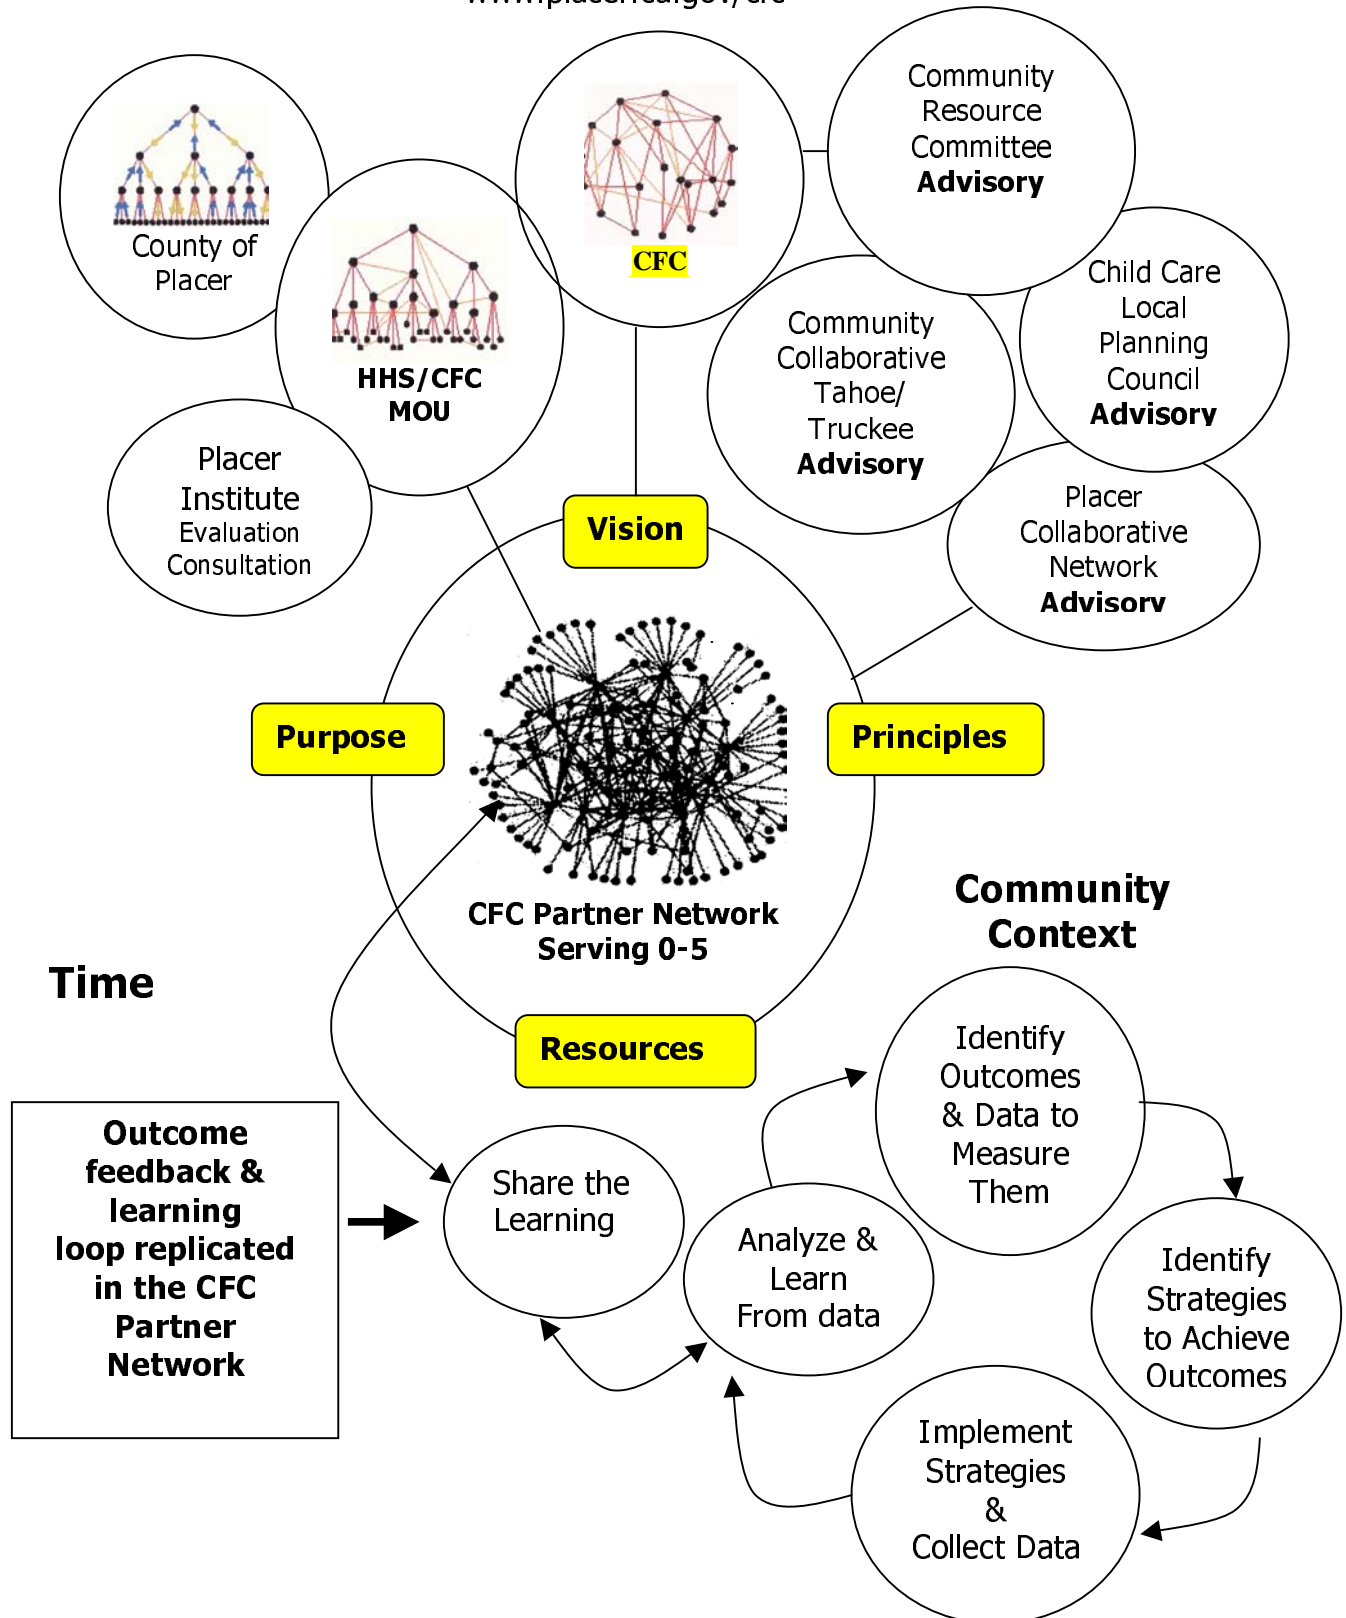 County of
Placer
HHS/CFC
MOU
Placer
Institute
Evaluation
Consultation
CFC
Community
Resource
Committee
Advisory
Child Care
Local
Planning
Council
Advisory
Community
Collaborative
Tahoe/
Truckee
Advisory
Placer
Collaborative
Network
Advisory
Vision
Purpose
Principles
CFC Partner Network
Serving 0-5
Resources
Time
Community
Context
Outcome
feedback &
learning
loop replicated
in the CFC
Partner
Network
Share the
Learning
Analyze &
Learn
From data
Identify
Outcomes
& Data to
Measure
Them
Identify
Strategies
to Achieve
Outcomes
Implement
Strategies
&
Collect Data